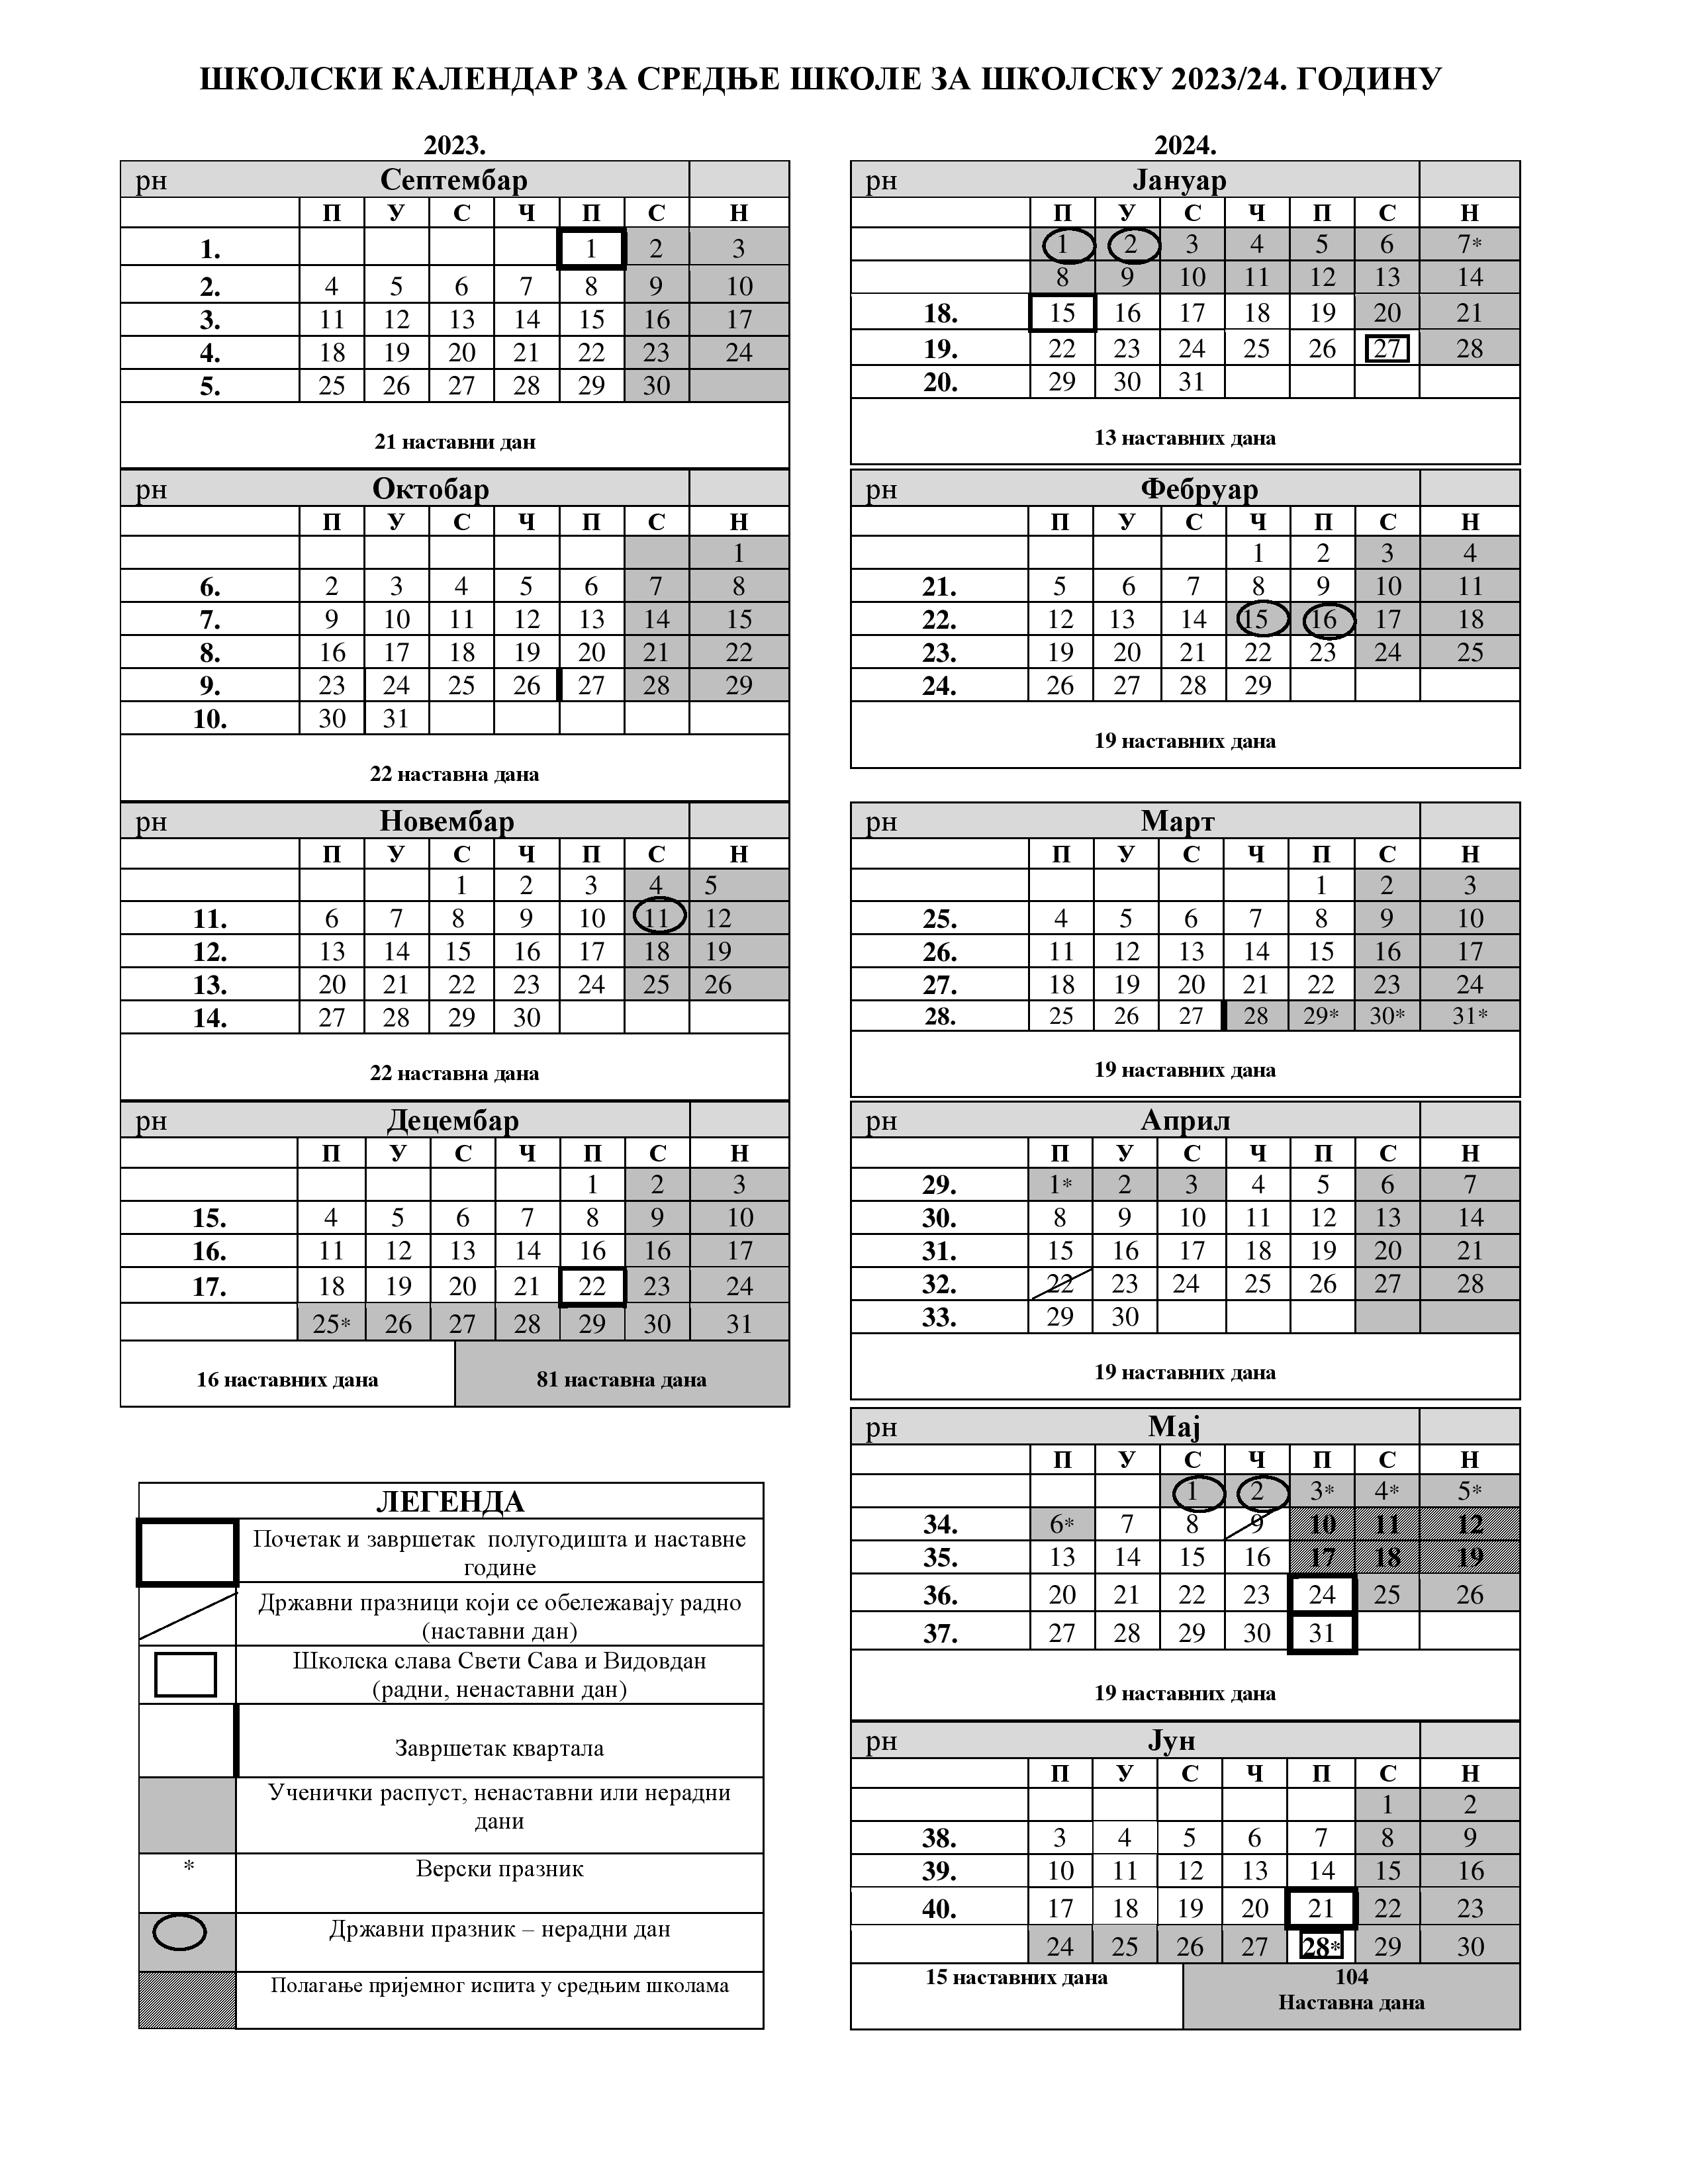 ШКОЛСКИ КАЛЕНДАР ЗА СРЕДЊЕ ШКОЛЕ ЗА ШКОЛСКУ 2023/24. ГОДИНУ
2023.
рн Септембар
П У С Ч П С Н
1. 1 2 3
2. 4 5 6 7 8 9 10
3. 11 12 13 14 15 16 17
4. 18 19 20 21 22 23 24
5. 25 26 27 28 29 30
21 наставни дан
рн Октобар
П У С Ч П С Н
1
6. 2 3 4 5 6 7 8
7. 9 10 11 12 13 14 15
8. 16 17 18 19 20 21 22
9. 23 24 25 26 27 28 29
10. 30 31
22 наставна дана
рн Новембар
П У С Ч П С Н
1 2 3 4 5
11. 6 7 8 9 10 11 12
12. 13 14 15 16 17 18 19
13. 20 21 22 23 24 25 26
14. 27 28 29 30
22 наставна дана
рн Децембар
П У С Ч П С Н
1 2 3
15. 4 5 6 7 8 9 10
16. 11 12 13 14 16 16 17
17. 18 19 20 21 22 23 24
25* 26 27 28 29 30 31
16 наставних дана 81 наставна дана
ЛЕГЕНДА
Почетак и завршетак полугодишта и наставне
године
Државни празници који се обележавају радно
(наставни дан)
Школска слава Свети Сава и Видовдан
(радни, ненаставни дан)
Завршетак квартала
Ученички распуст, ненаставни или нерадни
дани
* Верски празник
Државни празник – нерадни дан
Полагање пријемног испита у средњим школама
2024.
рн Јануар
П У С Ч П С Н
1 2 3 4 5 6 7*
8 9 10 11 12 13 14
18. 15 16 17 18 19 20 21
19. 22 23 24 25 26 27 28
20. 29 30 31
13 наставних дана
рн Фебруар
П У С Ч П С Н
1 2 3 4
21. 5 6 7 8 9 10 11
22. 12 13 14 15 16 17 18
23. 19 20 21 22 23 24 25
24. 26 27 28 29
19 наставних дана
рн Март
П У С Ч П С Н
1 2 3
25. 4 5 6 7 8 9 10
26. 11 12 13 14 15 16 17
27. 18 19 20 21 22 23 24
28. 25 26 27 28 29* 30* 31*
19 наставних дана
рн Април
П У С Ч П С Н
29. 1* 2 3 4 5 6 7
30. 8 9 10 11 12 13 14
31. 15 16 17 18 19 20 21
32. 22 23 24 25 26 27 28
33. 29 30
19 наставних дана
рн Мај
П У С Ч П С Н
1 2 3* 4* 5*
34. 6* 7 8 9 10 11 12
35. 13 14 15 16 17 18 19
36. 20 21 22 23 24 25 26
37. 27 28 29 30 31
19 наставних дана
рн Јун
П У С Ч П С Н
1 2
38. 3 4 5 6 7 8 9
39. 10 11 12 13 14 15 16
40. 17 18 19 20 21 22 23
24 25 26 27 28* 29 30
15 наставних дана 104
Наставна дана